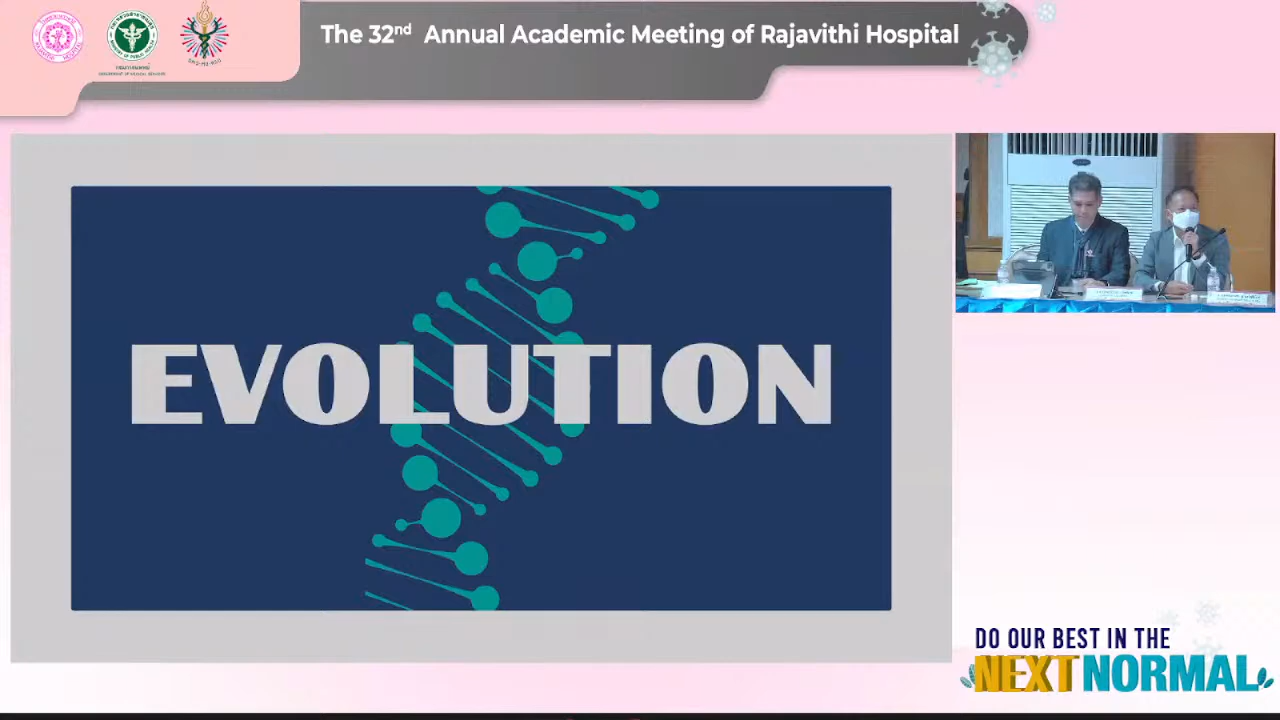 The 32nd Annual Academic Meeting of Rajavithi Hospital
EVOLUTION
DO OUR BEST IN THE
NEXT NORMAL